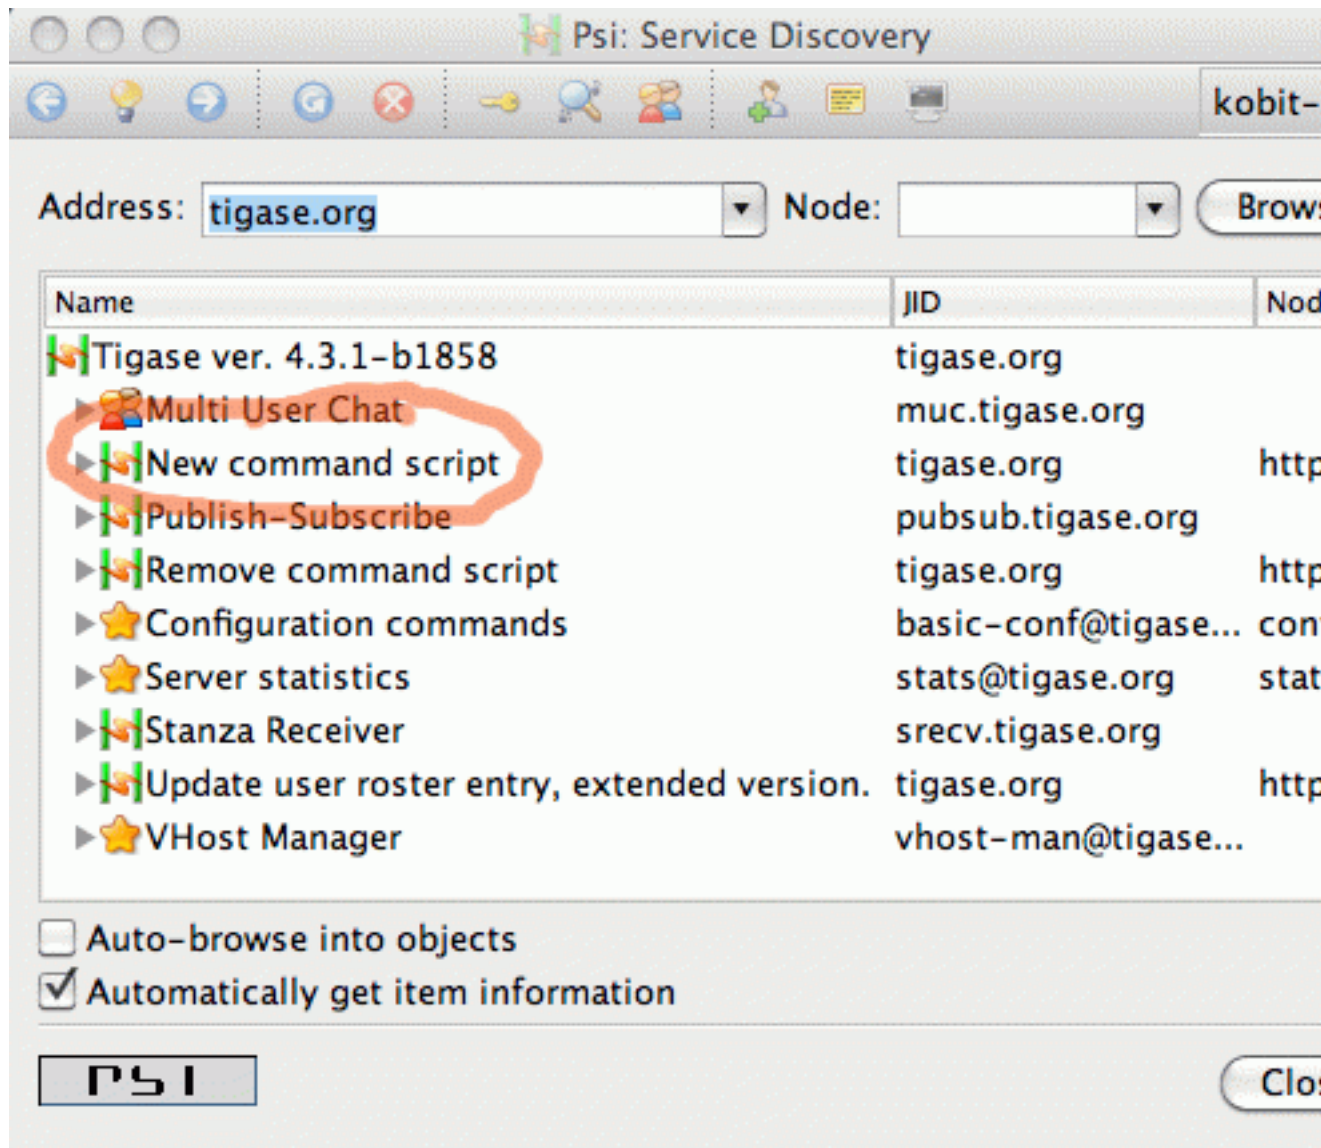 Psi: Service Discovery
kobit-
Address: tigase.org Node: Brows
Name JID Nod
Tigase ver. 4.3.1-b1858 tigase.org
Multi User Chat muc.tigase.org
New command script tigase.org http
Publish-Subscribe pubsub.tigase.org
Remove command script tigase.org http
Configuration commands basic-conf@tigase... con
Server statistics stats@tigase.org stat
Stanza Receiver srecv.tigase.org
Update user roster entry, extended version. tigase.org http
VHost Manager vhost-man@tigase...
Auto-browse into objects
Automatically get item information
PSI Clos